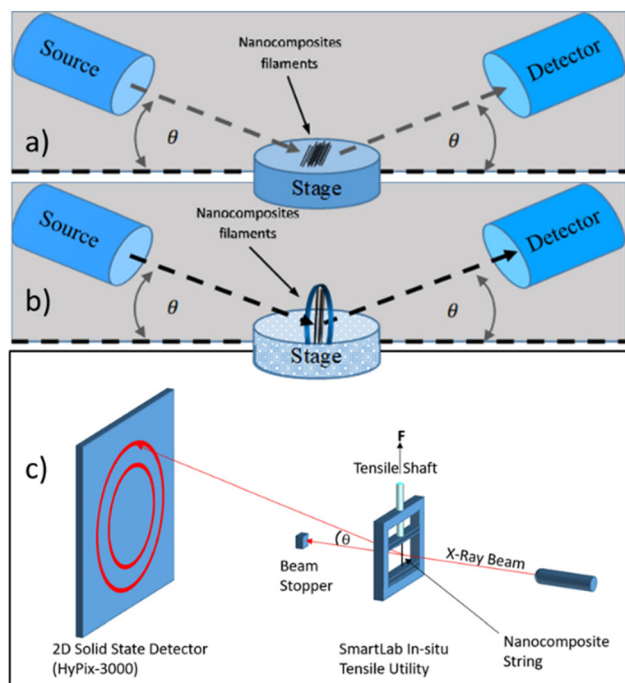 Nanocomposites
filaments
Source
Detector
θ
θ
a)
Stage
Nanocomposites
filaments
Source
Detector
b)
θ
θ
Stage
c)
F
Tensile Shaft
θ
X-Ray Beam
Beam
Stopper
2D Solid State Detector
(HyPix-3000)
SmartLab In-situ
Tensile Utility
Nanocomposite
String